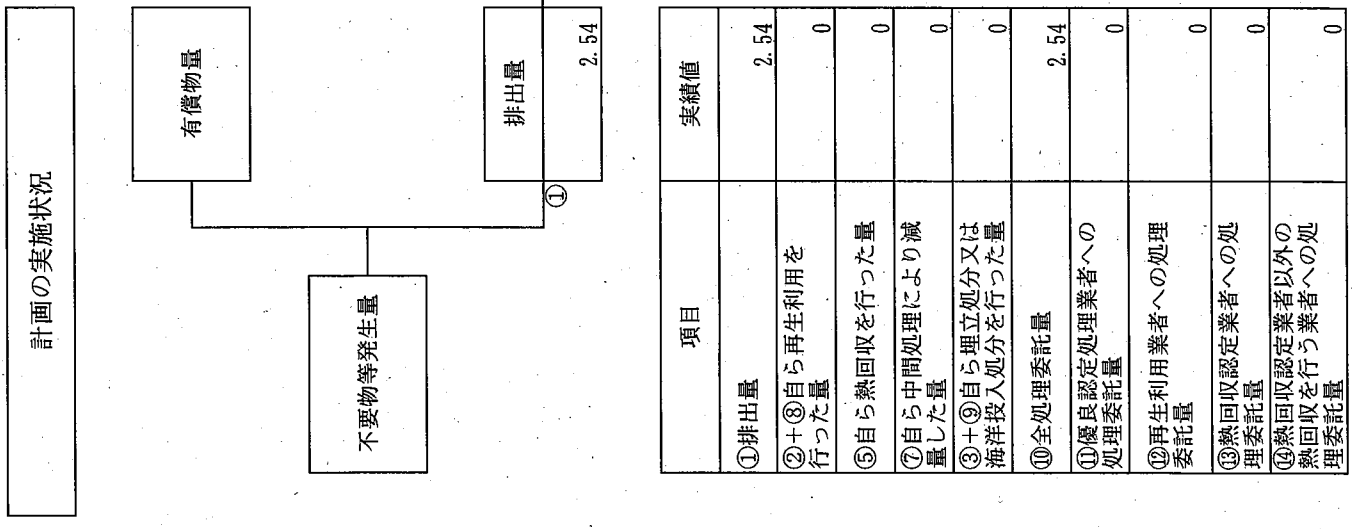 計画の実施状況
有償物量
不要物等発生量
①
排出量
2.54
項目
実績値
①排出量
2.54
②+⑧自ら再生利用を
行った量
0
⑤自ら熱回収を行った量
0
⑦自ら中間処理により減
量した量
0
③+⑨自ら埋立処分又は
海洋投入処分を行った量
0
⑩全処理委託量
2.54
⑪優良認定処理業者への
処理委託量
0
⑫再生利用業者への処理
委託量
0
⑬熱回収認定業者への処
理委託量
0
⑭熱回収認定業者以外の
熱回収を行う業者への処
理委託量
0